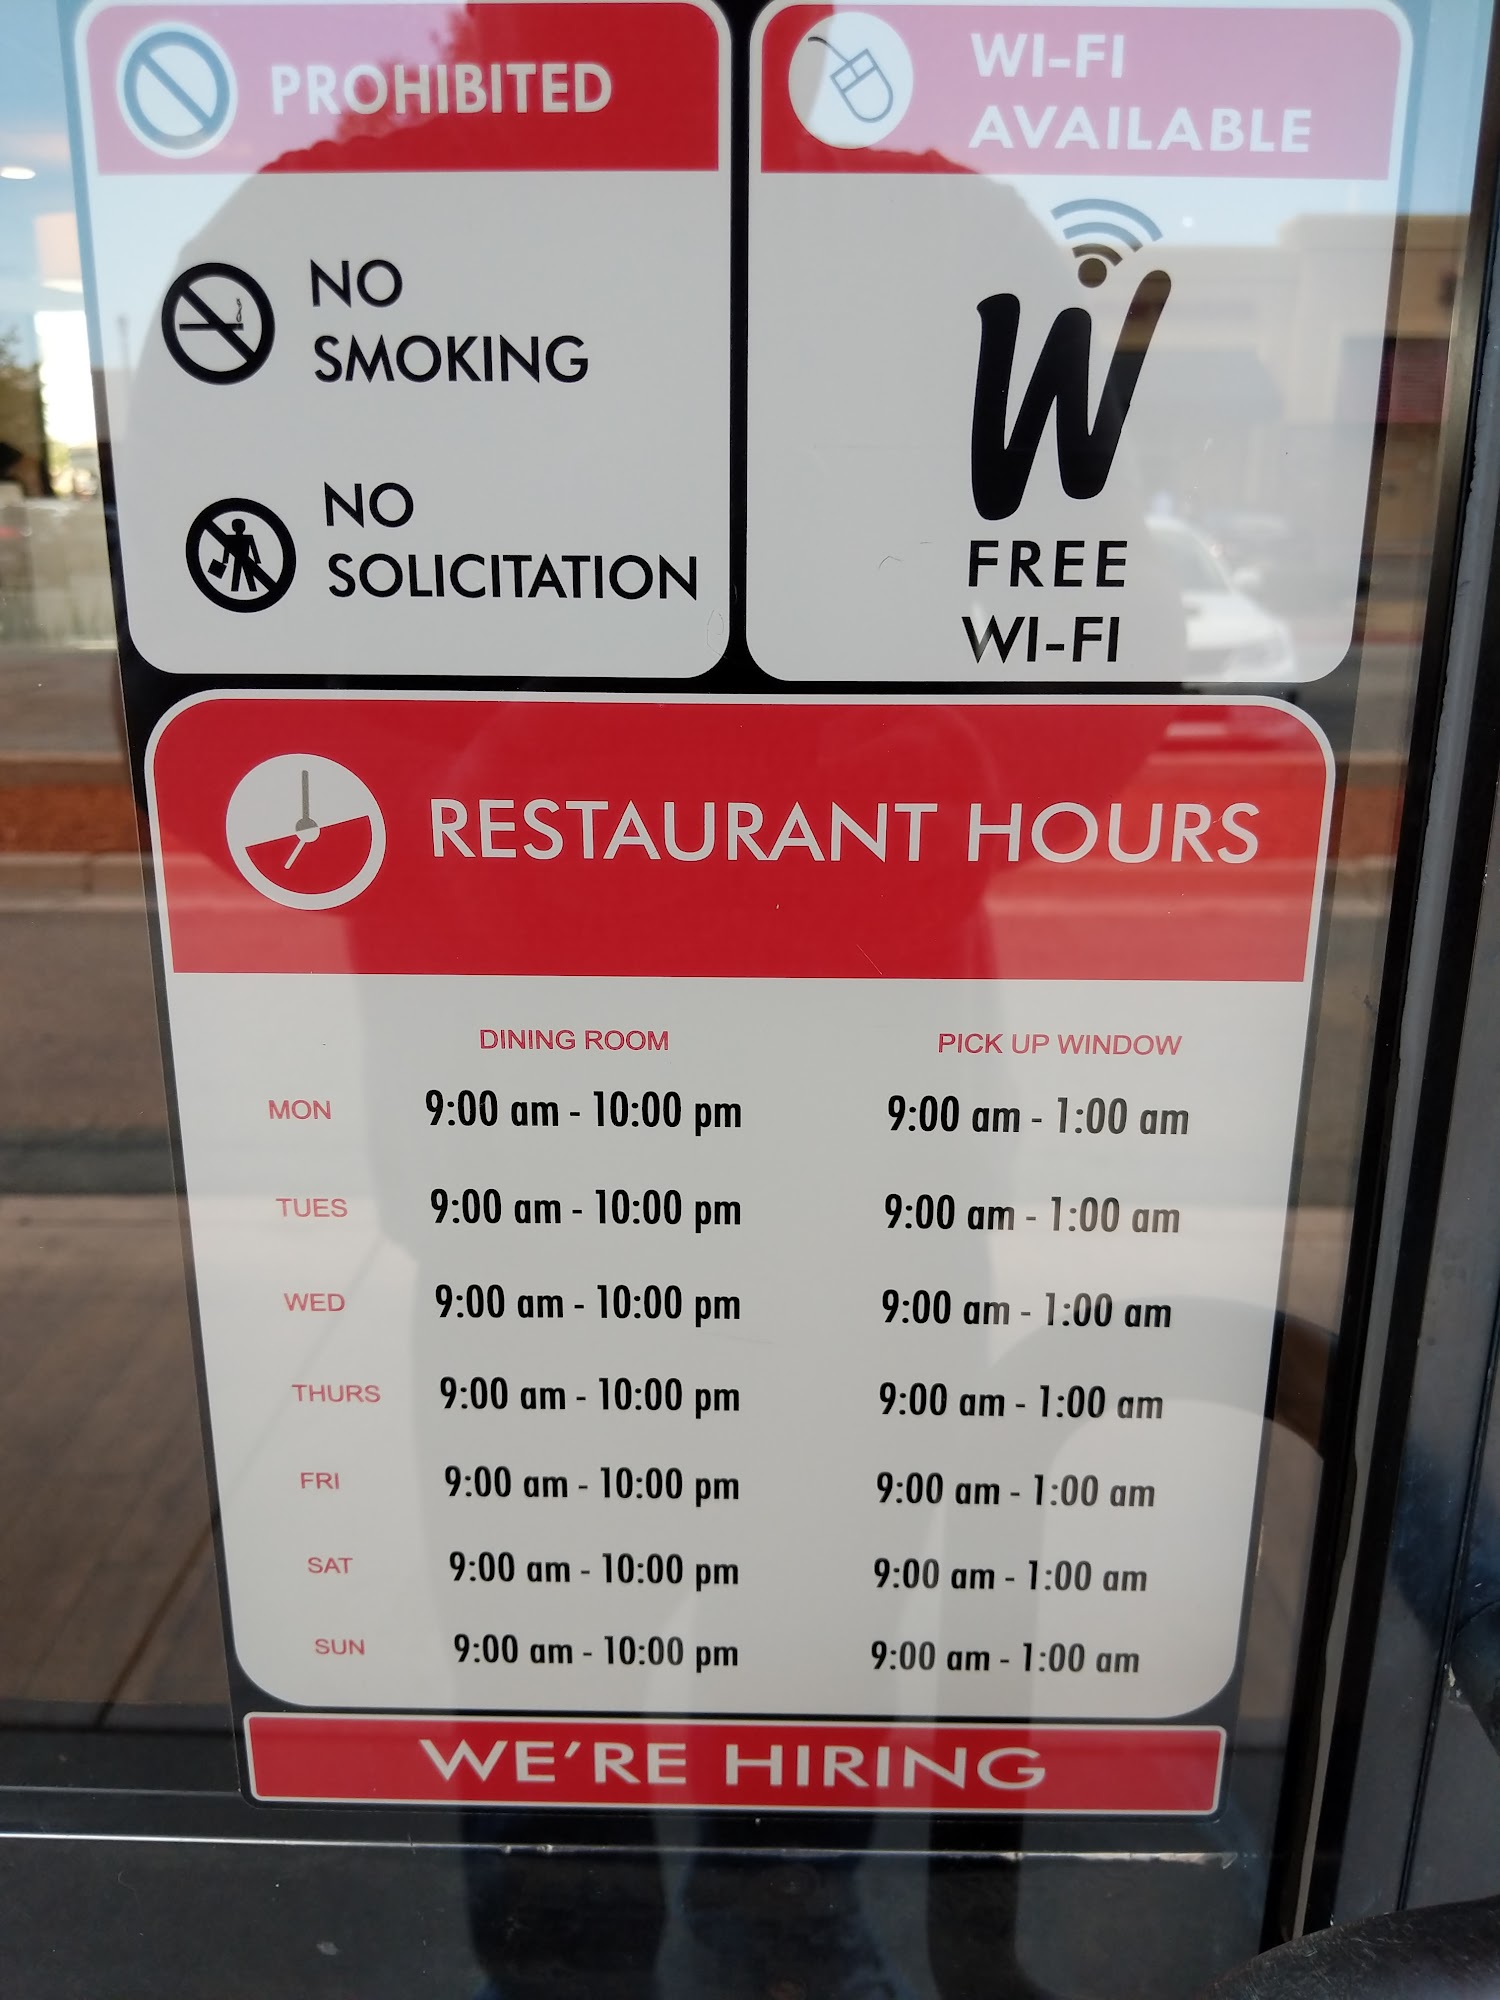 PROHIBITED
NO
SMOKING
NO
SOLICITATION
WI-FI
AVAILABLE
W
FREE
WI-FI
RESTAURANT HOURS
DINING ROOM PICK UP WINDOW
MON 9:00 am - 10:00 pm 9:00 am - 1:00 am
TUES 9:00 am - 10:00 pm 9:00 am - 1:00 am
WED 9:00 am - 10:00 pm 9:00 am - 1:00 am
THURS 9:00 am - 10:00 pm 9:00 am - 1:00 am
FRI 9:00 am - 10:00 pm 9:00 am - 1:00 am
SAT 9:00 am - 10:00 pm 9:00 am - 1:00 am
SUN 9:00 am - 10:00 pm 9:00 am - 1:00 am
WE'RE HIRING